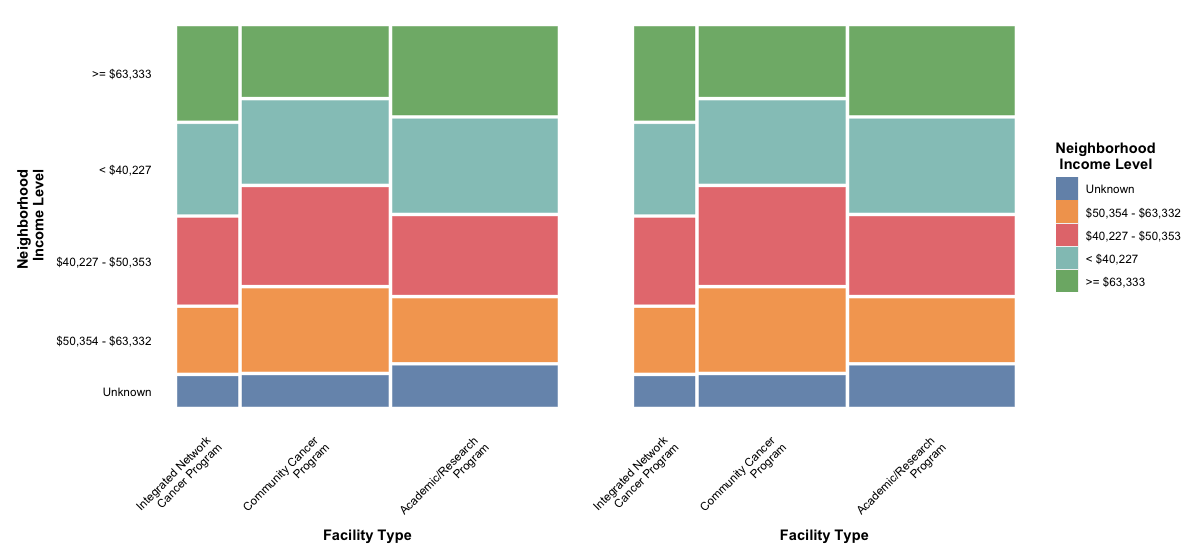 Neighborhood
Income Level
>= $63,333
< $40,227
$40,227 - $50,353
$50,354 - $63,332
Unknown
Integrated Network
Cancer Program
Community Cancer
Program
Academic/Research
Program
Facility Type
Integrated Network
Cancer Program
Community Cancer
Program
Academic/Research
Program
Facility Type
Neighborhood
Income Level
Unknown
$50,354 - $63,332
$40,227 - $50,353
< $40,227
>= $63,333